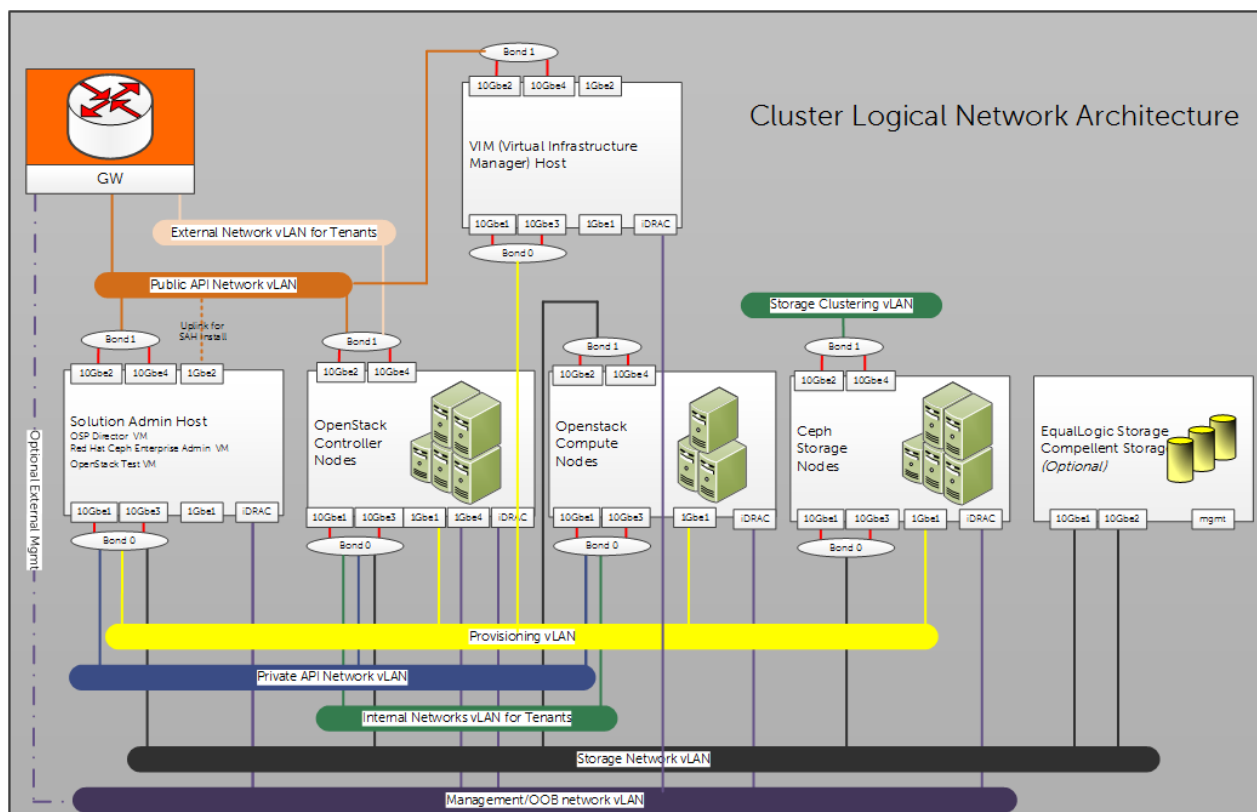 Bond 1
10Gbe2
10Gbe4
1Gbe2
Cluster Logical Network Architecture
VIM (Virtual Infrastructure
Manager) Host
GW
10Gbe1
10Gbe3
1Gbe1
iDRAC
External Network vLAN for Tenants
Bond 0
Public API Network vLAN
Storage Clustering vLAN
Uplink for
SAH Install
Bond 1
Bond 1
Bond 1
Bond 1
10Gbe2
10Gbe4
1Gbe2
10Gbe2
10Gbe4
10Gbe2
10Gbe4
10Gbe2
10Gbe4
Solution Admin Host
OSP Director VM
Red Hat Ceph Enterprise Admin VM
OpenStack Test VM
OpenStack
Controller
Nodes
Openstack
Compute
Nodes
Ceph
Storage
Nodes
EqualLogic Storage
Compellent Storage
(Optional)
Optional External Mgmt
10Gbe1
10Gbe3
1Gbe1
iDRAC
10Gbe1
10Gbe3
1Gbe1
1Gbe4
iDRAC
10Gbe1
10Gbe3
1Gbe1
iDRAC
10Gbe1
10Gbe3
1Gbe1
iDRAC
10Gbe1
10Gbe2
mgmt
Bond 0
Bond 0
Bond 0
Bond 0
Provisioning vLAN
Private API Network vLAN
Internal Networks vLAN for Tenants
Storage Network vLAN
Management/OOB network vLAN